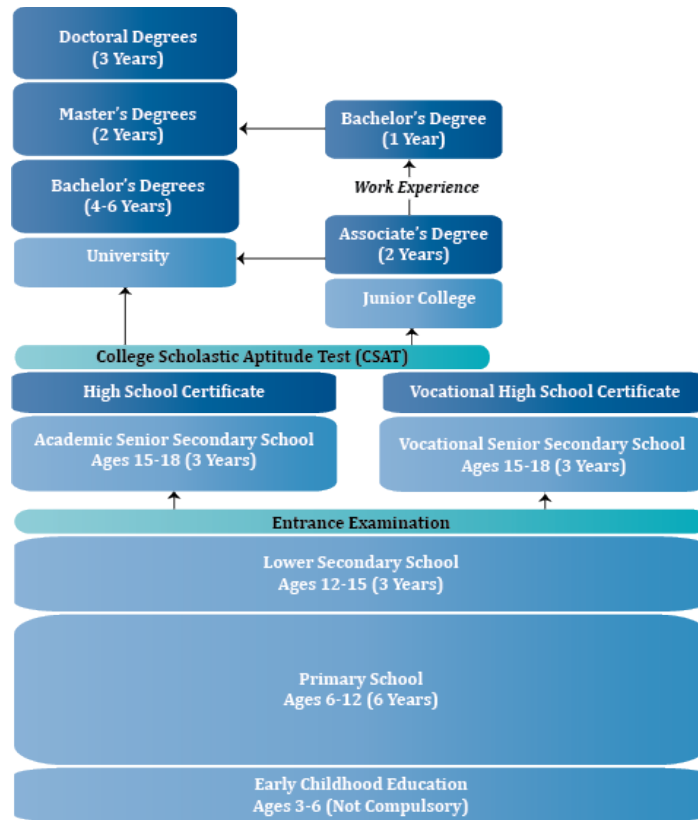 Doctoral Degrees
(3 Years)
Master's Degrees
(2 Years)
Bachelor's Degree
(1 Year)
Work Experience
Bachelor's Degrees
(4-6 Years)
Associate's Degree
(2 Years)
University
Junior College
College Scholastic Aptitude Test (CSAT)
High School Certificate
Vocational High School Certificate
Academic Senior Secondary School
Ages 15-18 (3 Years)
Vocational Senior Secondary School
Ages 15-18 (3 Years)
Entrance Examination
Lower Secondary School
Ages 12-15 (3 Years)
Primary School
Ages 6-12 (6 Years)
Early Childhood Education
Ages 3-6 (Not Compulsory)